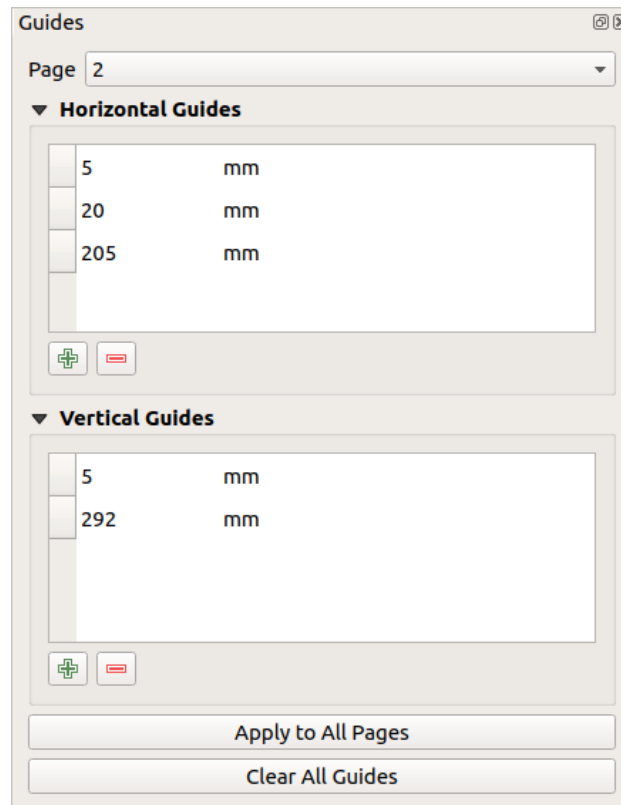 Guides
Page 2
Horizontal Guides
5 mm
20 mm
205 mm
Vertical Guides
5 mm
292 mm
Apply to All Pages
Clear All Guides